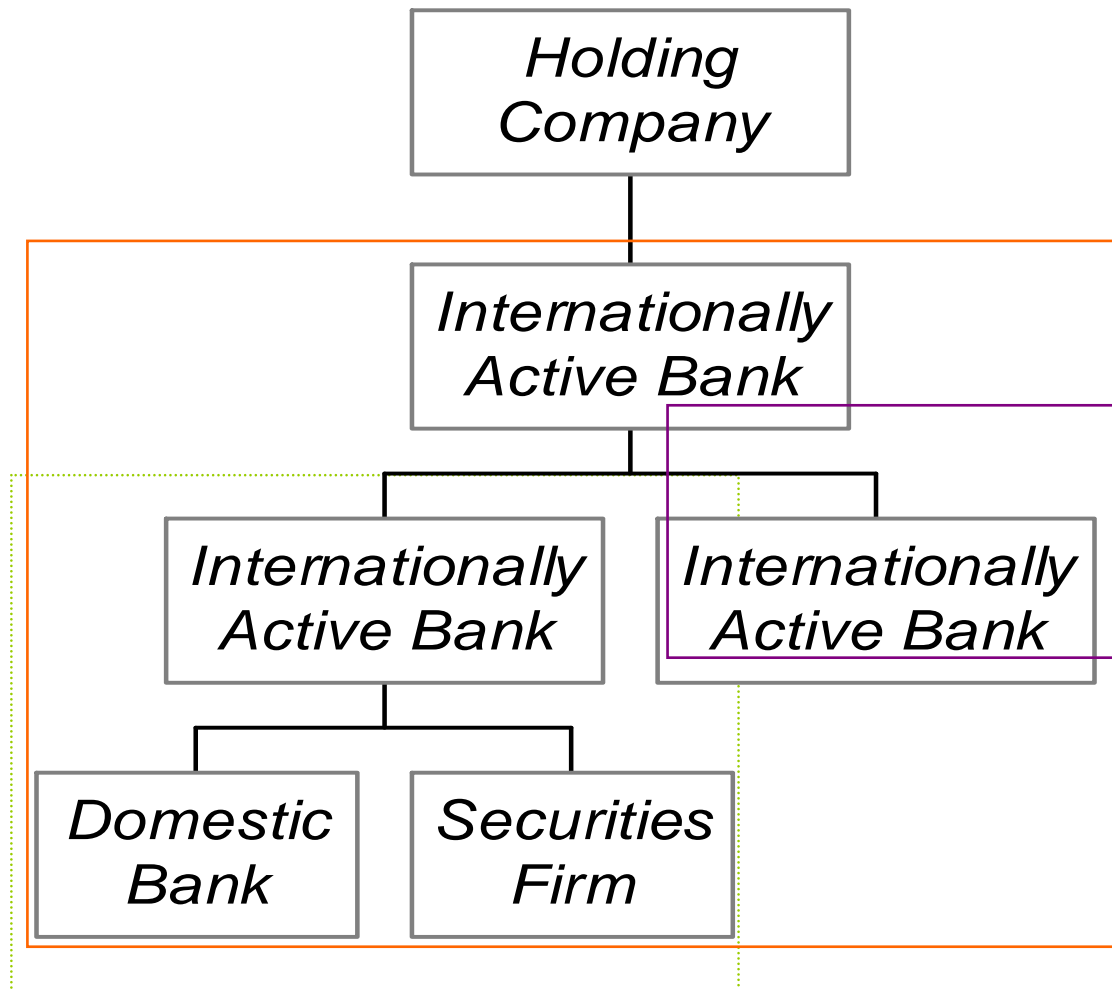 Holding
Company
Internationally
Active Bank
Internationally
Active Bank
Internationally
Active Bank
Domestic
Bank
Securities
Firm